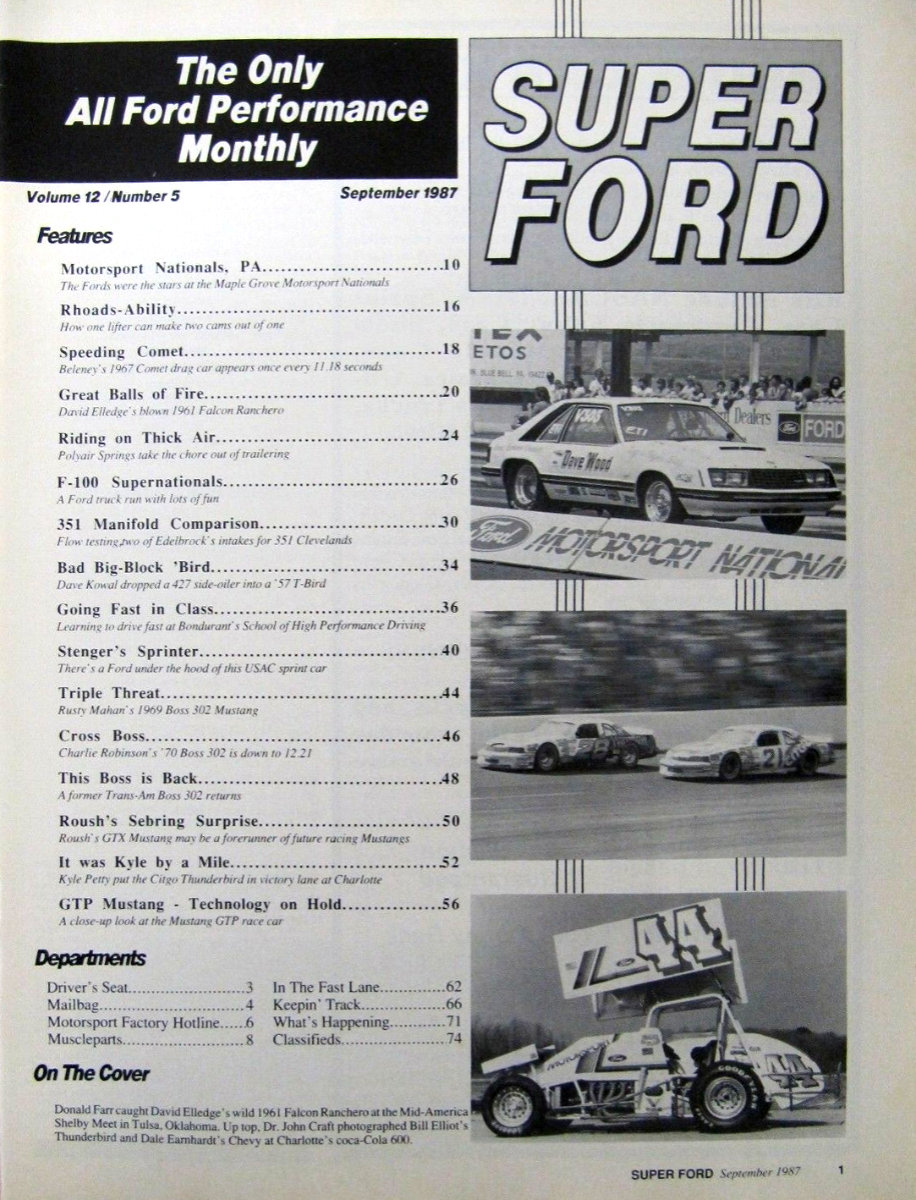 The Only
All Ford Performance
Monthly
SUPER
FORD
Volume 12 / Number 5
September 1987
Features
Motorsport Nationals, PA..........................10
The Fords were the stars at the Maple Grove Motorsport Nationals
Rhoads-Ability..........................16
How one lifter can make two cams out of one
Speeding Comet..........................18
Beleney's 1967 Comet drag car appears once every 11.18 seconds
Great Balls of Fire..........................20
David Elledge's blown 1961 Falcon Ranchero
Riding on Thick Air..........................24
Polyair Springs take the chore out of trailering
F-100 Supernationals..........................26
A Ford truck run with lots of fun
351 Manifold Comparison..........................30
Flow testing,two of Edelbrock's intakes for 351 Clevelands
Bad Big-Block 'Bird..........................34
Dave Kowal dropped a 427 side-oiler into a '57 T-Bird
Going Fast in Class..........................36
Learning to drive fast at Bondurant's School of High Performance Driving
Stenger's Sprinter..........................40
There's a Ford under the hood of this USAC sprint car
Triple Threat..........................44
Rusty Mahan's 1969 Boss 302 Mustang
Cross Boss..........................46
Charlie Robinson's '70 Boss 302 is down to 12.21
This Boss is Back..........................48
A former Trans-Am Boss 302 returns
Roush's Sebring Surprise..........................50
Roush's GTX Mustang may be a forerunner of future racing Mustangs
It was Kyle by a Mile..........................52
Kyle Petty put the Citgo Thunderbird in victory lane at Charlotte
GTP Mustang - Technology on Hold..................56
A close-up look at the Mustang GTP race car
Departments
Driver's Seat......................3
Mailbag..........................4
Motorsport Factory Hotline......6
Muscleparts......................8
In The Fast Lane............62
Keepin' Track.................66
What's Happening............71
Classifieds.....................74
On The Cover
Donald Farr caught David Elledge's wild 1961 Falcon Ranchero at the Mid-America
Shelby Meet in Tulsa, Oklahoma. Up top, Dr. John Craft photographed Bill Elliot's
Thunderbird and Dale Earnhardt's Chevy at Charlotte's coca-Cola 600.
ETOS
BLUE BELL, PA. 19422
Dealers
Ford
FORD
Dave Wood
Ford
MOTORSPORT NATIONAL
28
21
44
MOTORSPORT
Ford
44
GOODYEAR
SUPER FORD September 1987 1